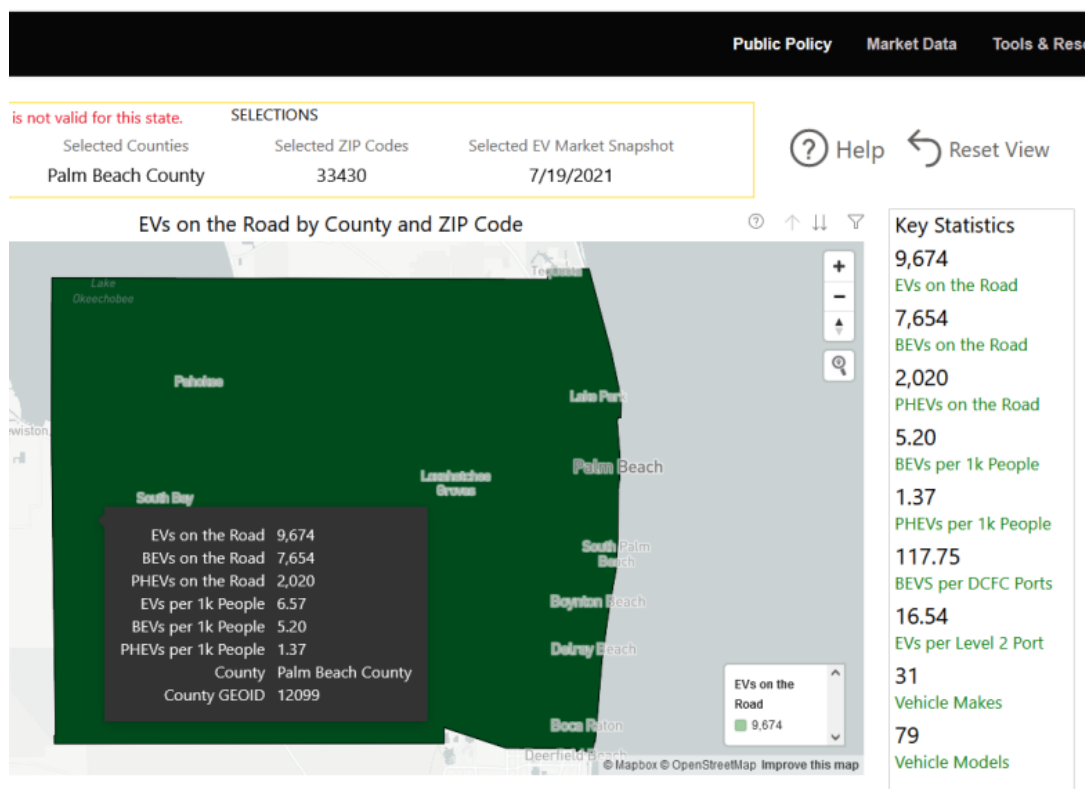 Public Policy Market Data Tools & Rese
is not valid for this state. SELECTIONS
Selected Counties Selected ZIP Codes Selected EV Market Snapshot
Palm Beach County 33430 7/19/2021
Help Reset View
EVs on the Road by County and ZIP Code
Lake
Okeechobee
Tequesta
Pahokee
Lake Park
ewiston
Palm Beach
Loxahatchee
Groves
South Bay
South Palm
Beach
Boynton Beach
Delray Beach
Boca Raton
Deerfield Beach
EVs on the Road 9,674
BEVs on the Road 7,654
PHEVs on the Road 2,020
EVs per 1k People 6.57
BEVs per 1k People 5.20
PHEVs per 1k People 1.37
County Palm Beach County
County GEOID 12099
EVs on the
Road
9,674
© Mapbox © OpenStreetMap Improve this map
Key Statistics
9,674
EVs on the Road
7,654
BEVs on the Road
2,020
PHEVs on the Road
5.20
BEVs per 1k People
1.37
PHEVs per 1k People
117.75
BEVS per DCFC Ports
16.54
EVs per Level 2 Port
31
Vehicle Makes
79
Vehicle Models